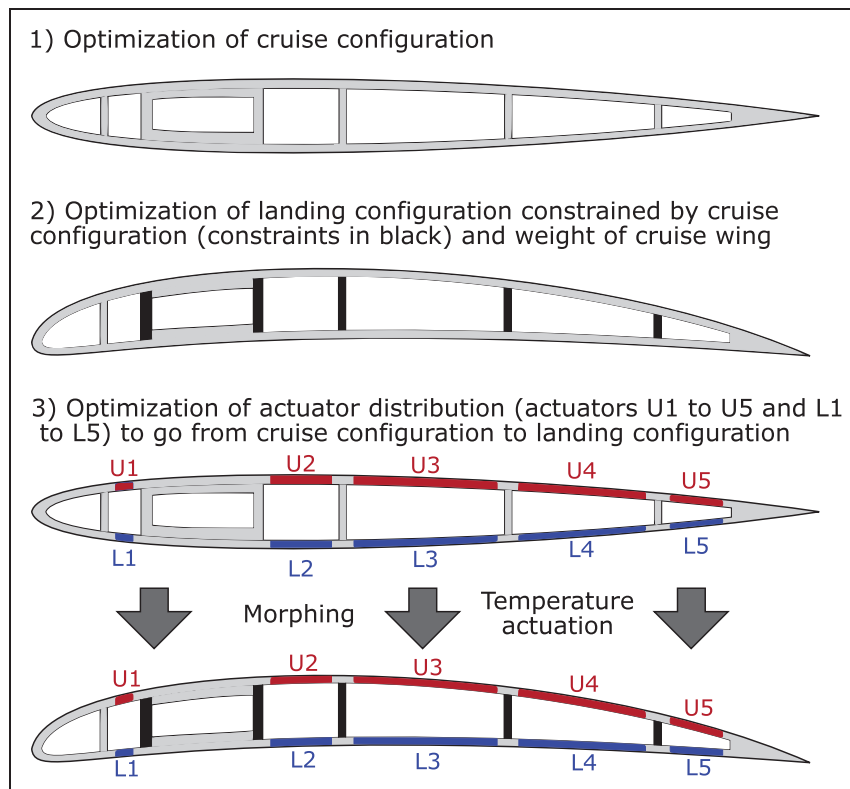 1) Optimization of cruise configuration
2) Optimization of landing configuration constrained by cruise
configuration (constraints in black) and weight of cruise wing
3) Optimization of actuator distribution (actuators U1 to U5 and L1
to L5) to go from cruise configuration to landing configuration
U1 U2 U3 U4 U5
L1 L2 L3 L4 L5
Morphing
Temperature
actuation
U1 U2 U3 U4 U5
L1 L2 L3 L4 L5